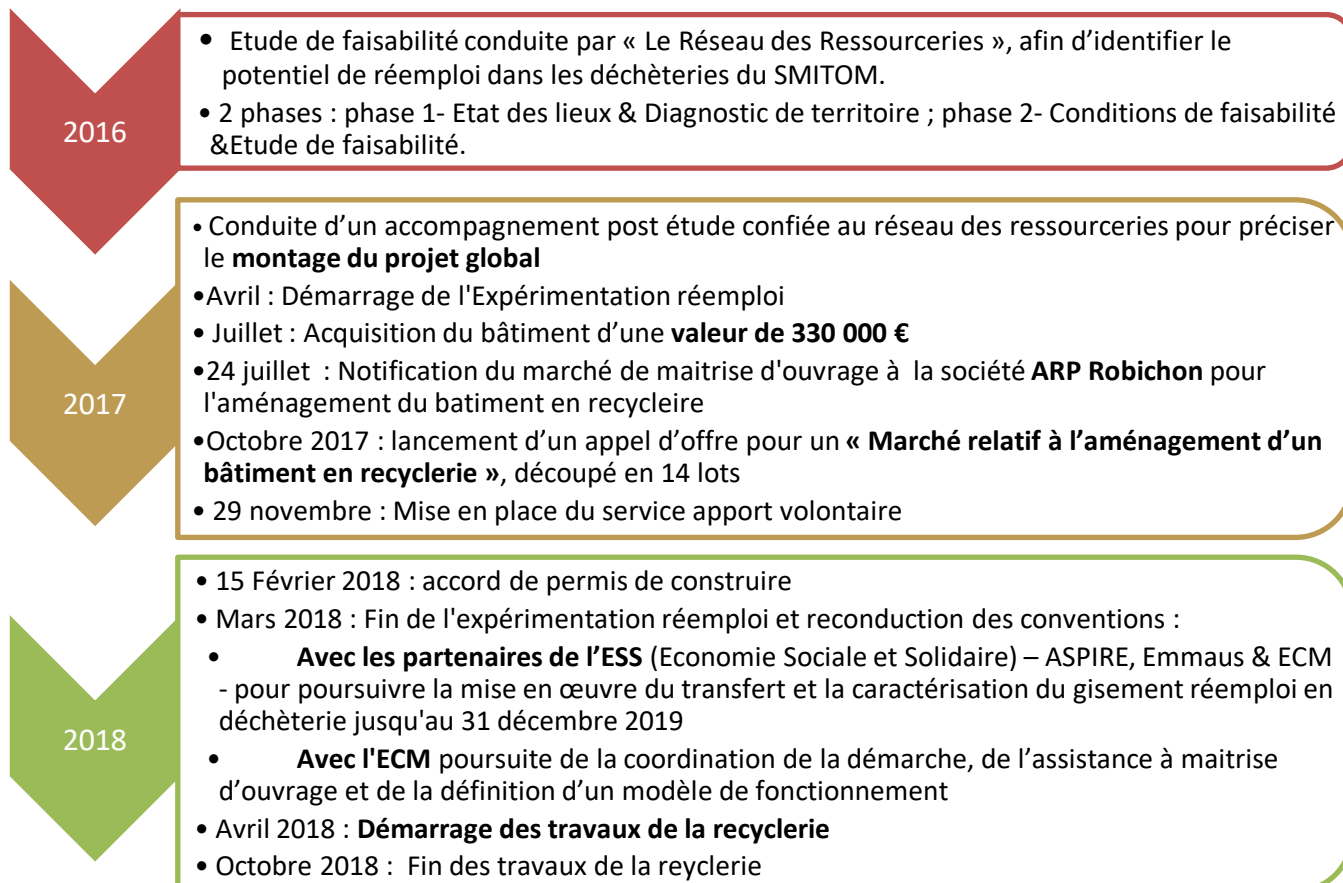 2016
• Etude de faisabilité conduite par « Le Réseau des Ressourceries », afin d’identifier le
potentiel de réemploi dans les déchèteries du SMITOM.
• 2 phases : phase 1- Etat des lieux & Diagnostic de territoire ; phase 2- Conditions de faisabilité
&Etude de faisabilité.
2017
• Conduite d’un accompagnement post étude confiée au réseau des ressourceries pour préciser
le montage du projet global
•Avril : Démarrage de l'Expérimentation réemploi
• Juillet : Acquisition du bâtiment d’une valeur de 330 000 €
•24 juillet : Notification du marché de maitrise d'ouvrage à la société ARP Robichon pour
l'aménagement du batiment en recycleire
•Octobre 2017 : lancement d’un appel d’offre pour un « Marché relatif à l’aménagement d’un
bâtiment en recyclerie », découpé en 14 lots
• 29 novembre : Mise en place du service apport volontaire
2018
• 15 Février 2018 : accord de permis de construire
• Mars 2018 : Fin de l'expérimentation réemploi et reconduction des conventions :
• Avec les partenaires de l’ESS (Economie Sociale et Solidaire) – ASPIRE, Emmaus & ECM
- pour poursuivre la mise en œuvre du transfert et la caractérisation du gisement réemploi en
déchèterie jusqu'au 31 décembre 2019
• Avec l'ECM poursuite de la coordination de la démarche, de l’assistance à maitrise
d’ouvrage et de la définition d’un modèle de fonctionnement
• Avril 2018 : Démarrage des travaux de la recyclerie
• Octobre 2018 : Fin des travaux de la reyclerie